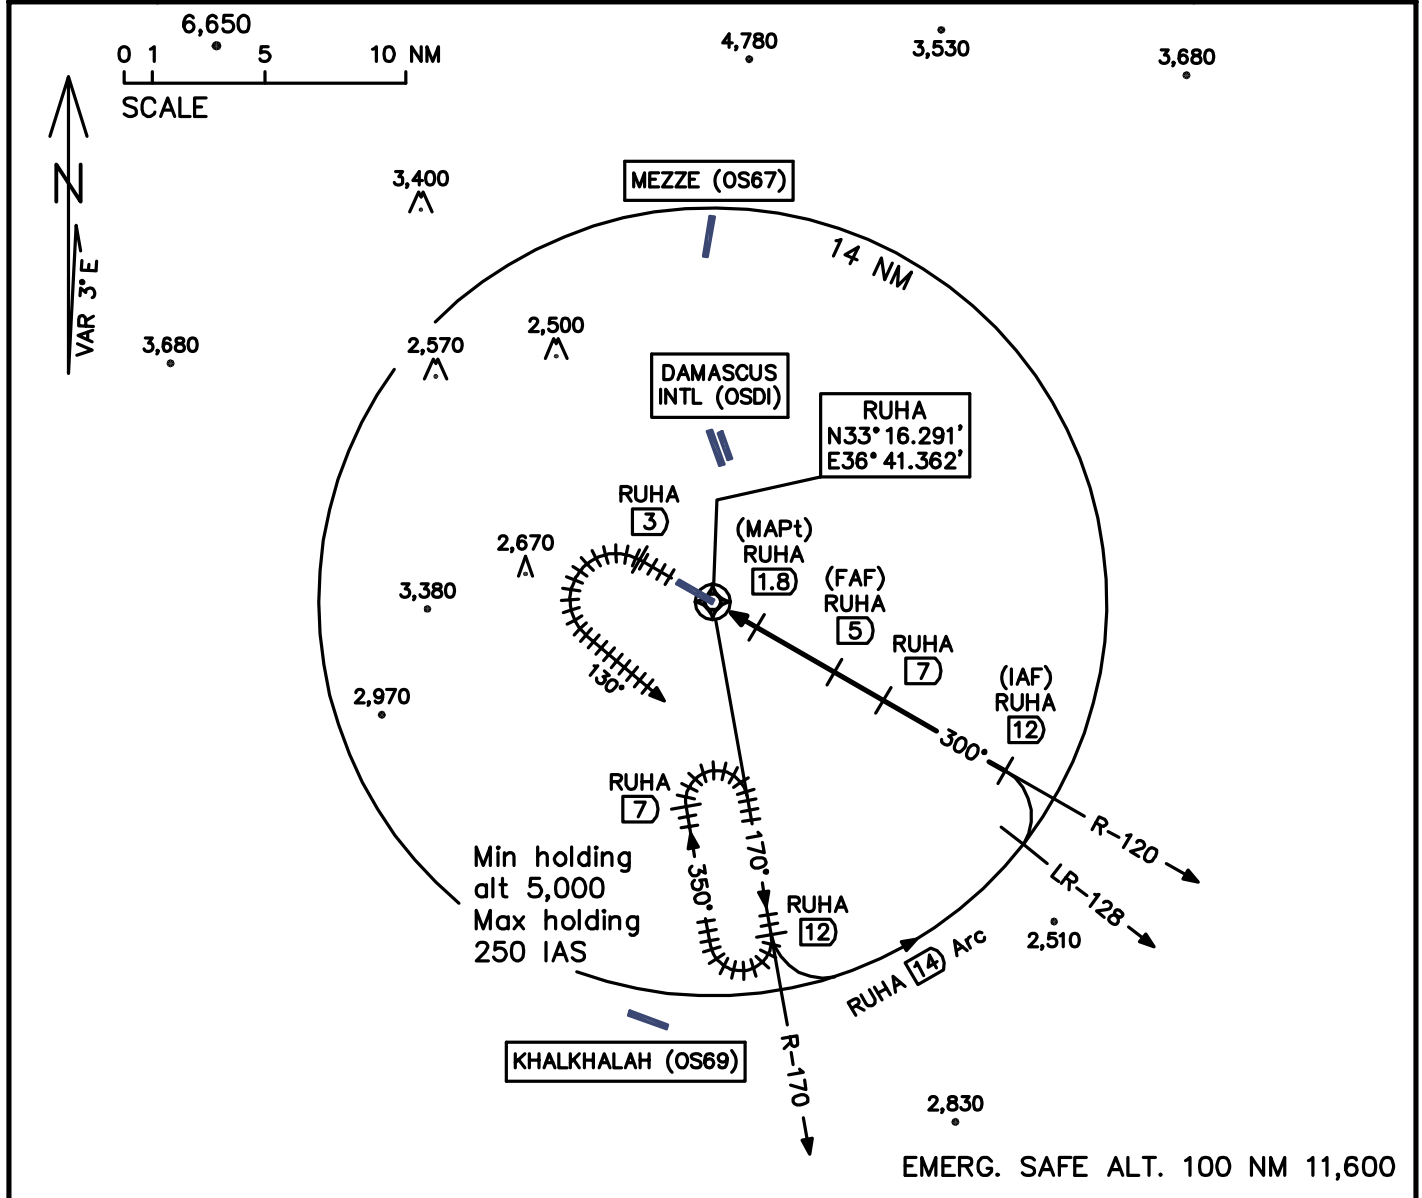 6,650
4,780
3,530
3,680
0 1 5 10 NM
SCALE
N
VAR 3°E
3,400
MEZZE (OS67)
14 NM
3,680
2,570
2,500
DAMASCUS
INTL (OSDI)
RUHA
N33°16.291'
E36°41.362'
RUHA
3
(MAPt)
RUHA
1.8
2,670
3,380
(FAF)
RUHA
5
RUHA
7
(IAF)
RUHA
12
130°
2,970
300°
RUHA
7
R-120
170°
350°
LR-128
Min holding
alt 5,000
Max holding
250 IAS
RUHA
12
2,510
RUHA 14 Arc
KHALKHALAH (OS69)
R-170
2,830
EMERG. SAFE ALT. 100 NM 11,600